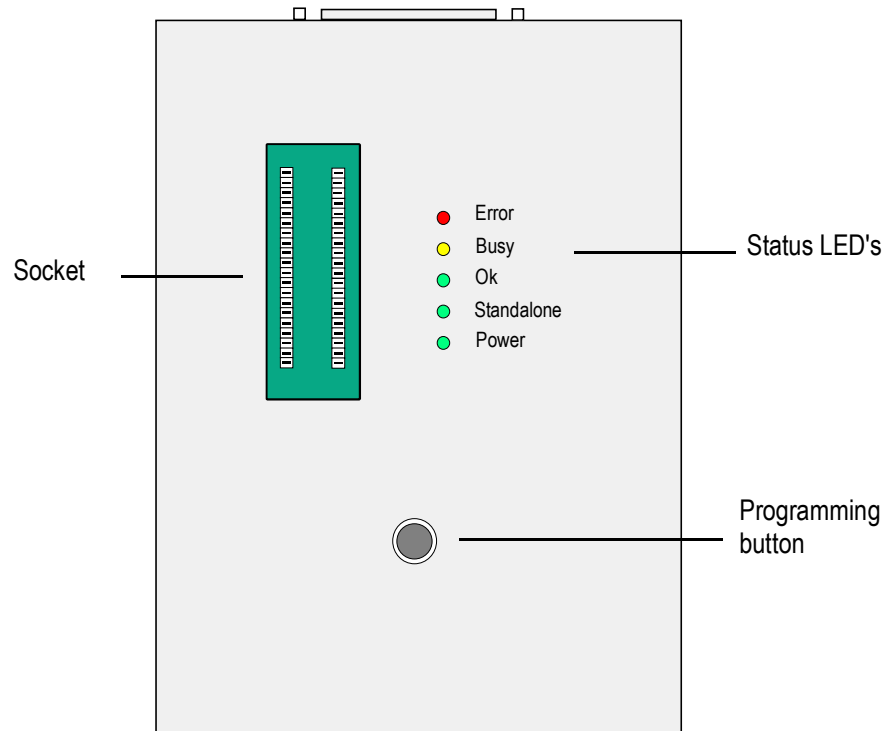 Error
Busy
Status LED's
Socket
Ok
Standalone
Power
Programming
button